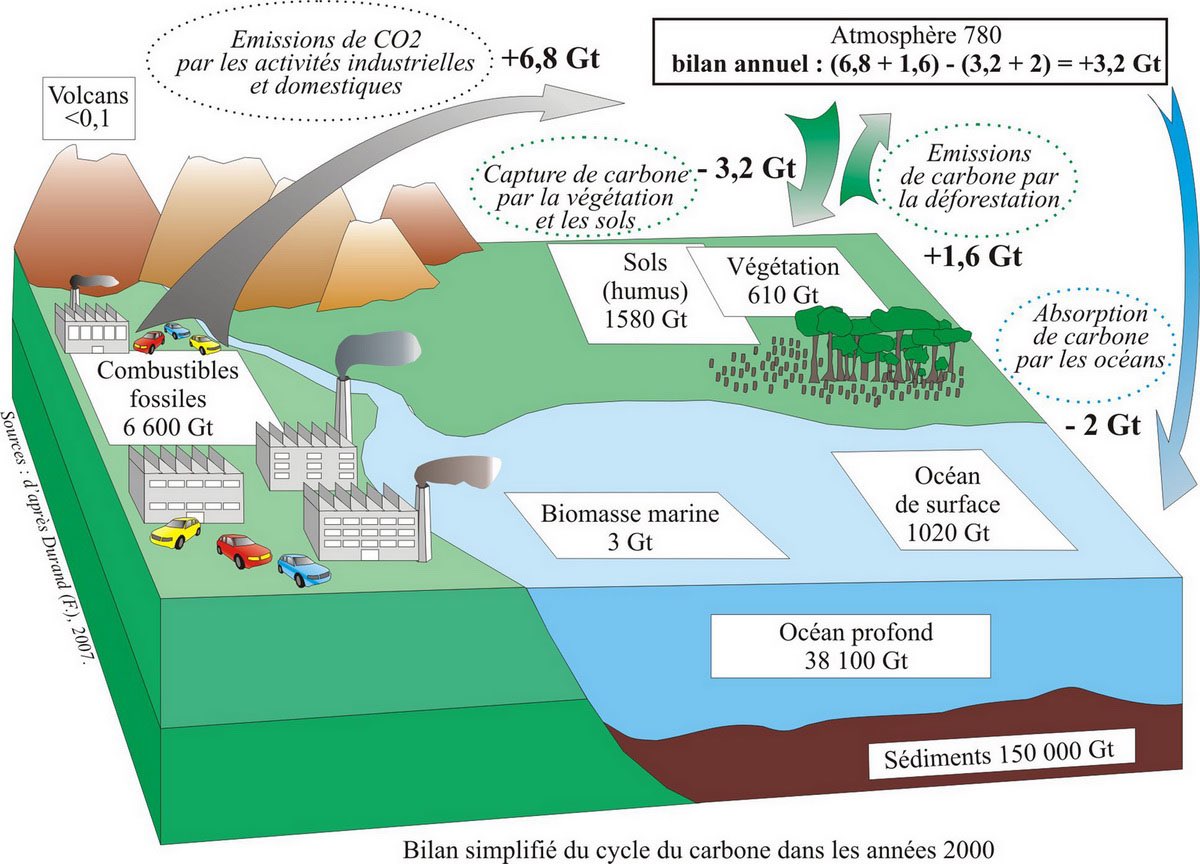 Emissions de CO2
par les activités industrielles
et domestiques
+6,8 Gt
Atmosphère 780
bilan annuel : (6,8 + 1,6) - (3,2 + 2) = +3,2 Gt
Volcans
<0,1
Capture de carbone
par la végétation
et les sols
- 3,2 Gt
Emissions
de carbone par
la déforestation
+1,6 Gt
Sols
(humus)
1580 Gt
Végétation
610 Gt
Absorption
de carbone
par les océans
- 2 Gt
Combustibles
fossiles
6 600 Gt
Biomasse marine
3 Gt
Océan
de surface
1020 Gt
Océan profond
38 100 Gt
Sédiments 150 000 Gt
Sources : d'après Durand (F.), 2007.
Bilan simplifié du cycle du carbone dans les années 2000